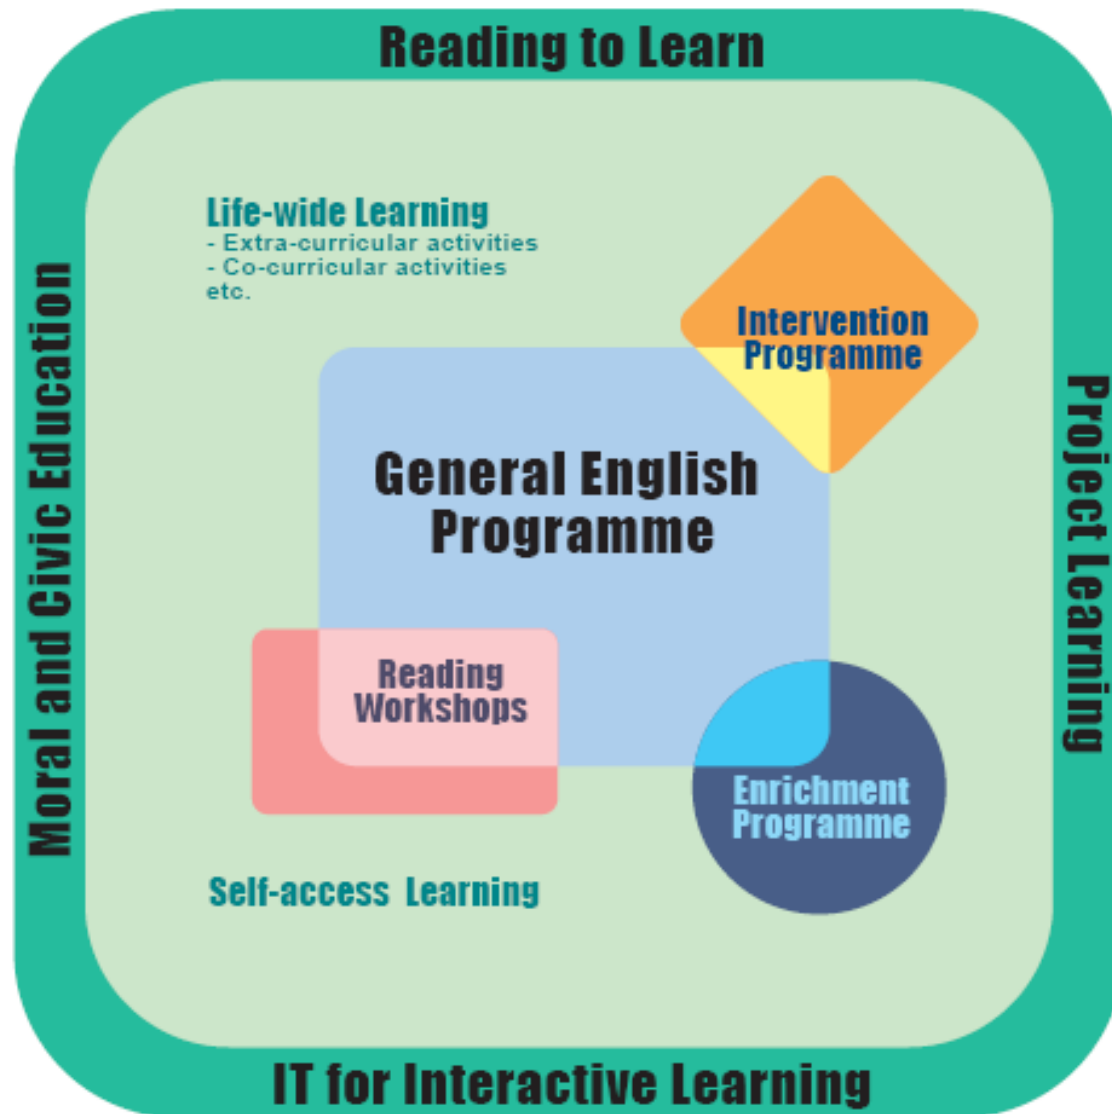 Reading to Learn
Life-wide Learning
- Extra-curricular activities
- Co-curricular activities
etc.
Intervention
Programme
Moral and Civic Education
Project Learning
General English
Programme
Reading
Workshops
Enrichment
Programme
Self-access Learning
IT for Interactive Learning